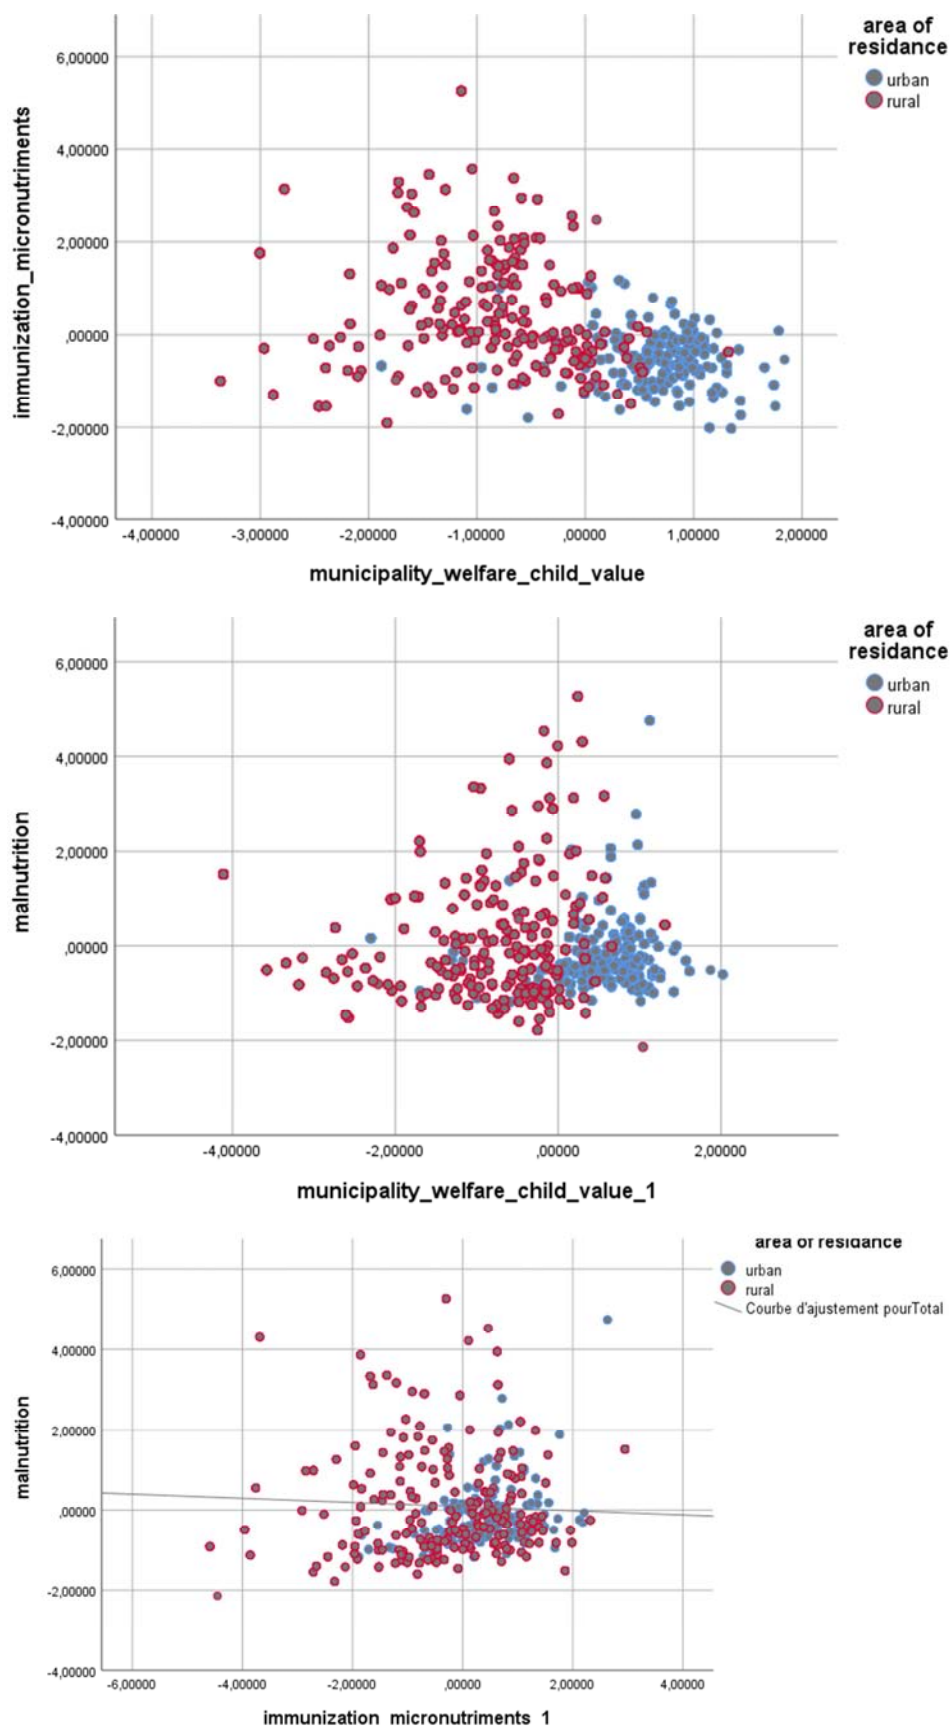 area of
residance
urban
rural
immunization_micronutriments
6,00000
4,00000
2,00000
,00000
-2,00000
-4,00000
-4,00000 -3,00000 -2,00000 -1,00000 ,00000 1,00000 2,00000
municipality_welfare_child_value
area of
residance
urban
rural
malnutrition
6,00000
4,00000
2,00000
,00000
-2,00000
-4,00000
-4,00000 -2,00000 ,00000 2,00000
municipality_welfare_child_value_1
area of residance
urban
rural
Courbe d'ajustement pourTotal
malnutrition
6,00000
4,00000
2,00000
,00000
-2,00000
-4,00000
-6,00000 -4,00000 -2,00000 ,00000 2,00000 4,00000
immunization_micronutriments_1